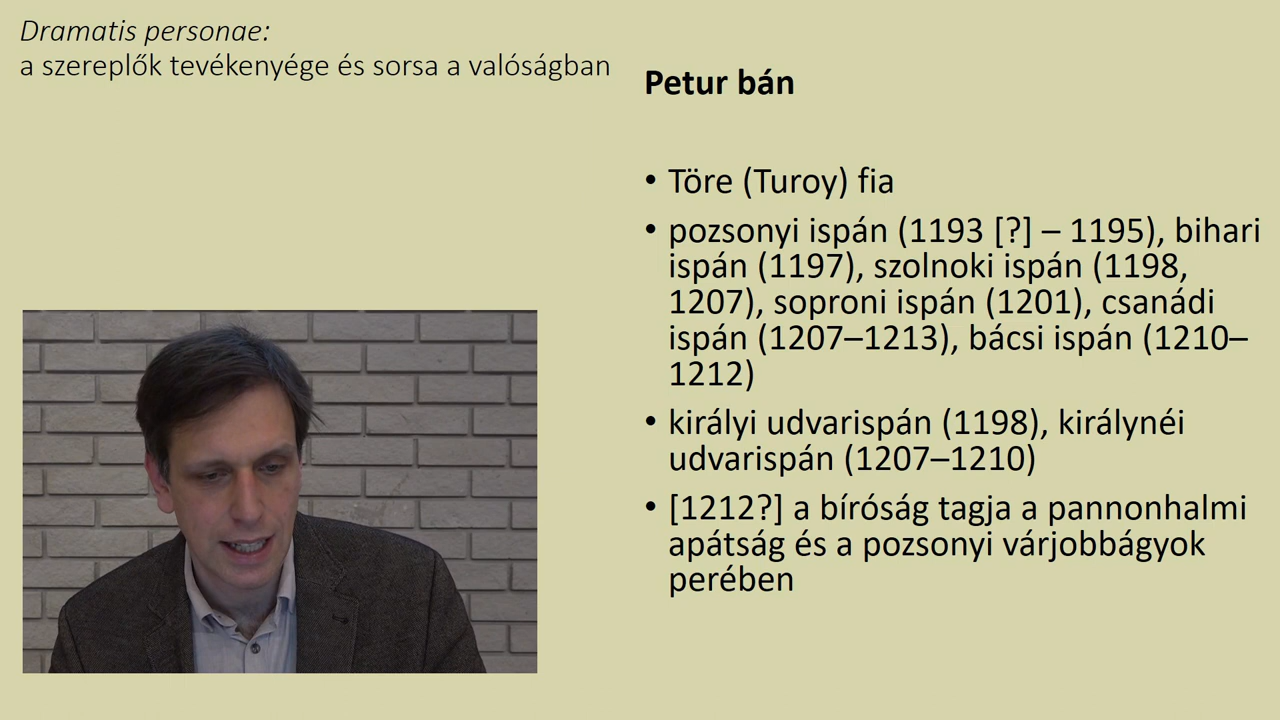 Dramatis personae:
a szereplők tevékenyége és sorsa a valóságban
Petur bán
• Töre (Turoy) fia
• pozsonyi ispán (1193 [?] – 1195), bihari
ispán (1197), szolnoki ispán (1198,
1207), soproni ispán (1201), csanádi
ispán (1207–1213), bácsi ispán (1210–
1212)
• királyi udvarispán (1198), királynéi
udvarispán (1207–1210)
• [1212?] a bíróság tagja a pannonhalmi
apátság és a pozsonyi várjobbágyok
perében